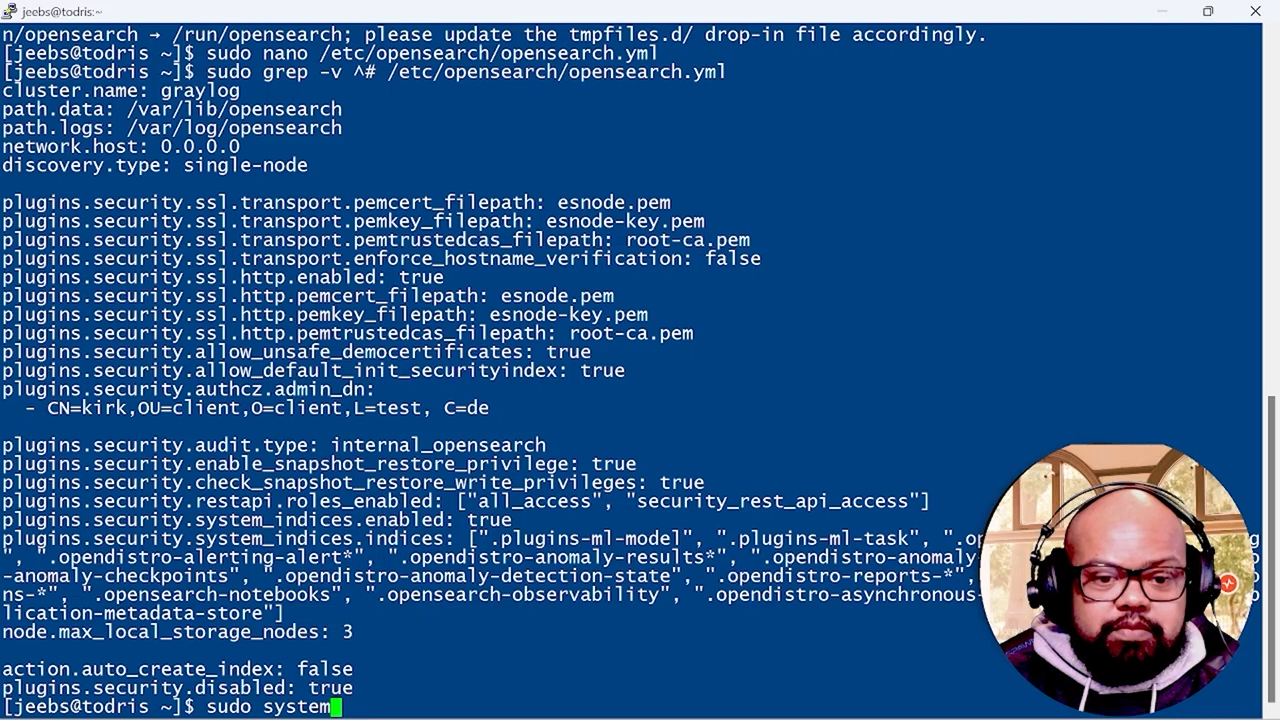 jeebs@todris:~
n/opensearch → /run/opensearch; please update the tmpfiles.d/ drop-in file accordingly.
[jeebs@todris ~]$ sudo nano /etc/opensearch/opensearch.yml
[jeebs@todris ~]$ sudo grep -v ^# /etc/opensearch/opensearch.yml
cluster.name: graylog
path.data: /var/lib/opensearch
path.logs: /var/log/opensearch
network.host: 0.0.0.0
discovery.type: single-node
plugins.security.ssl.transport.pemcert_filepath: esnode.pem
plugins.security.ssl.transport.pemkey_filepath: esnode-key.pem
plugins.security.ssl.transport.pemtrustedcas_filepath: root-ca.pem
plugins.security.ssl.transport.enforce_hostname_verification: false
plugins.security.ssl.http.enabled: true
plugins.security.ssl.http.pemcert_filepath: esnode.pem
plugins.security.ssl.http.pemkey_filepath: esnode-key.pem
plugins.security.ssl.http.pemtrustedcas_filepath: root-ca.pem
plugins.security.allow_unsafe_democertificates: true
plugins.security.allow_default_init_securityindex: true
plugins.security.authcz.admin_dn:
  - CN=kirk,OU=client,O=client,L=test, C=de
plugins.security.audit.type: internal_opensearch
plugins.security.enable_snapshot_restore_privilege: true
plugins.security.check_snapshot_restore_write_privileges: true
plugins.security.restapi.roles_enabled: ["all_access", "security_rest_api_access"]
plugins.security.system_indices.enabled: true
plugins.security.system_indices.indices: [".plugins-ml-model", ".plugins-ml-task", ".op
", ".opendistro-alerting-alert*", ".opendistro-anomaly-results*", ".opendistro-anomaly-
-anomaly-checkpoints", ".opendistro-anomaly-detection-state", ".opendistro-reports-*",
ns-*", ".opensearch-notebooks", ".opensearch-observability", ".opendistro-asynchronous-
lication-metadata-store"]
node.max_local_storage_nodes: 3
action.auto_create_index: false
plugins.security.disabled: true
[jeebs@todris ~]$ sudo system